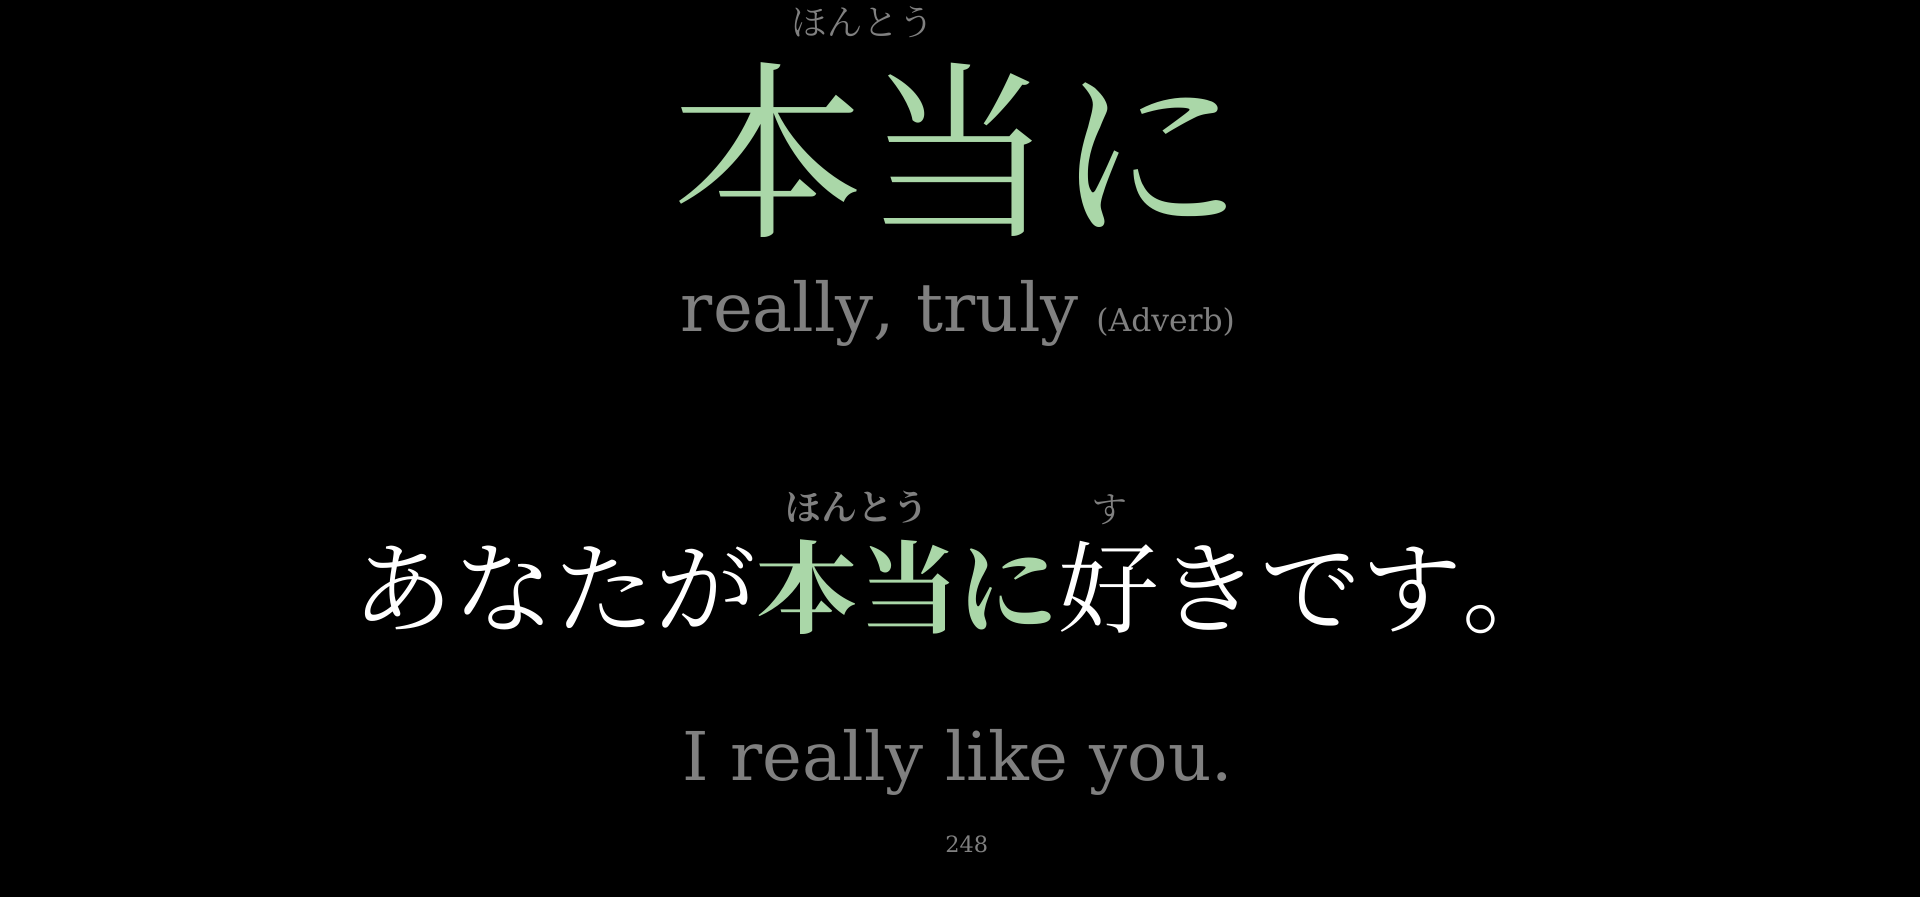 ほんとう
本当に
really, truly (Adverb)
ほんとう す
あなたが本当に好きです。
I really like you.
248